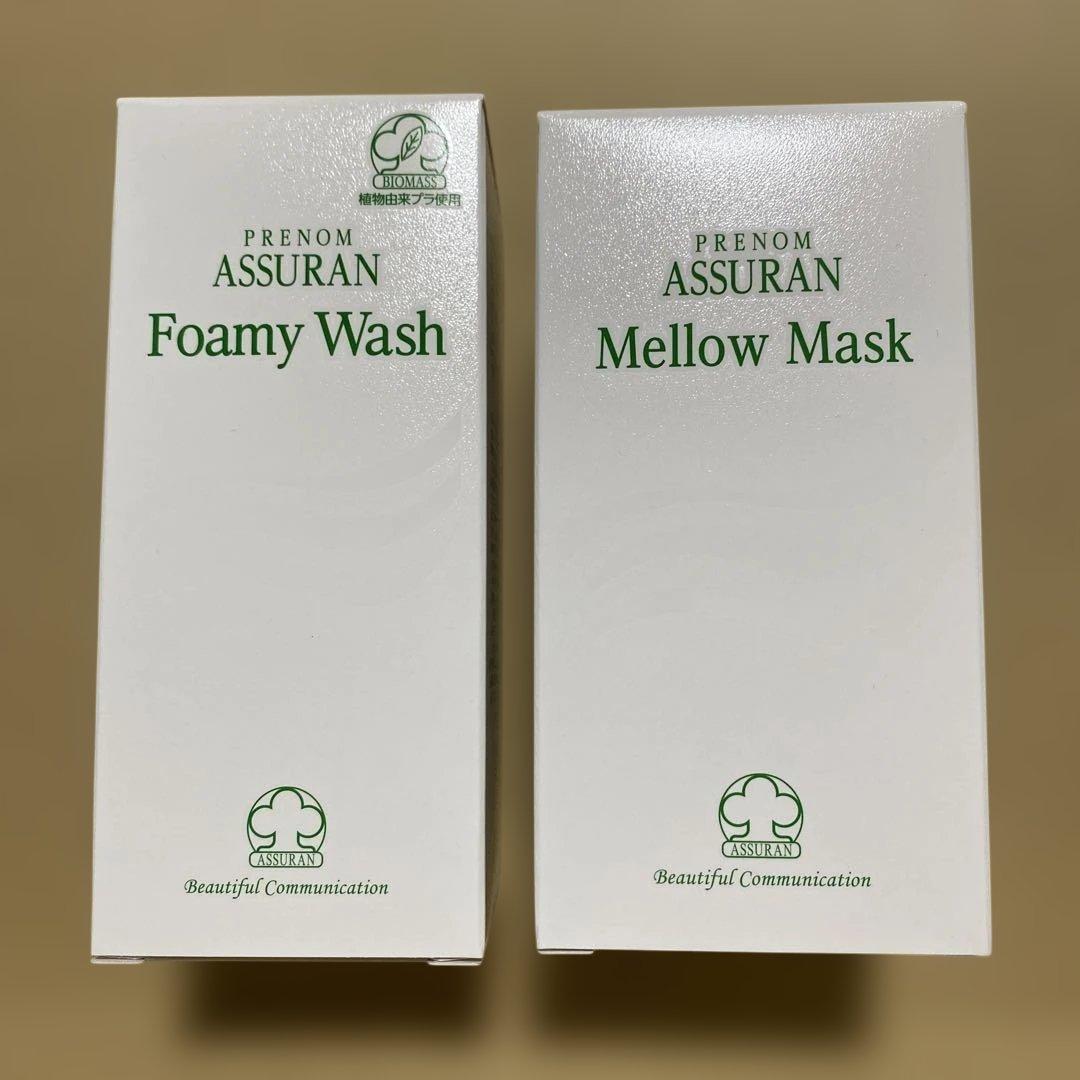 BIOMASS
植物由来プラ使用
PRENOM
ASSURAN
Foamy Wash
ASSURAN
Beautiful Communication
PRENOM
ASSURAN
Mellow Mask
ASSURAN
Beautiful Communication